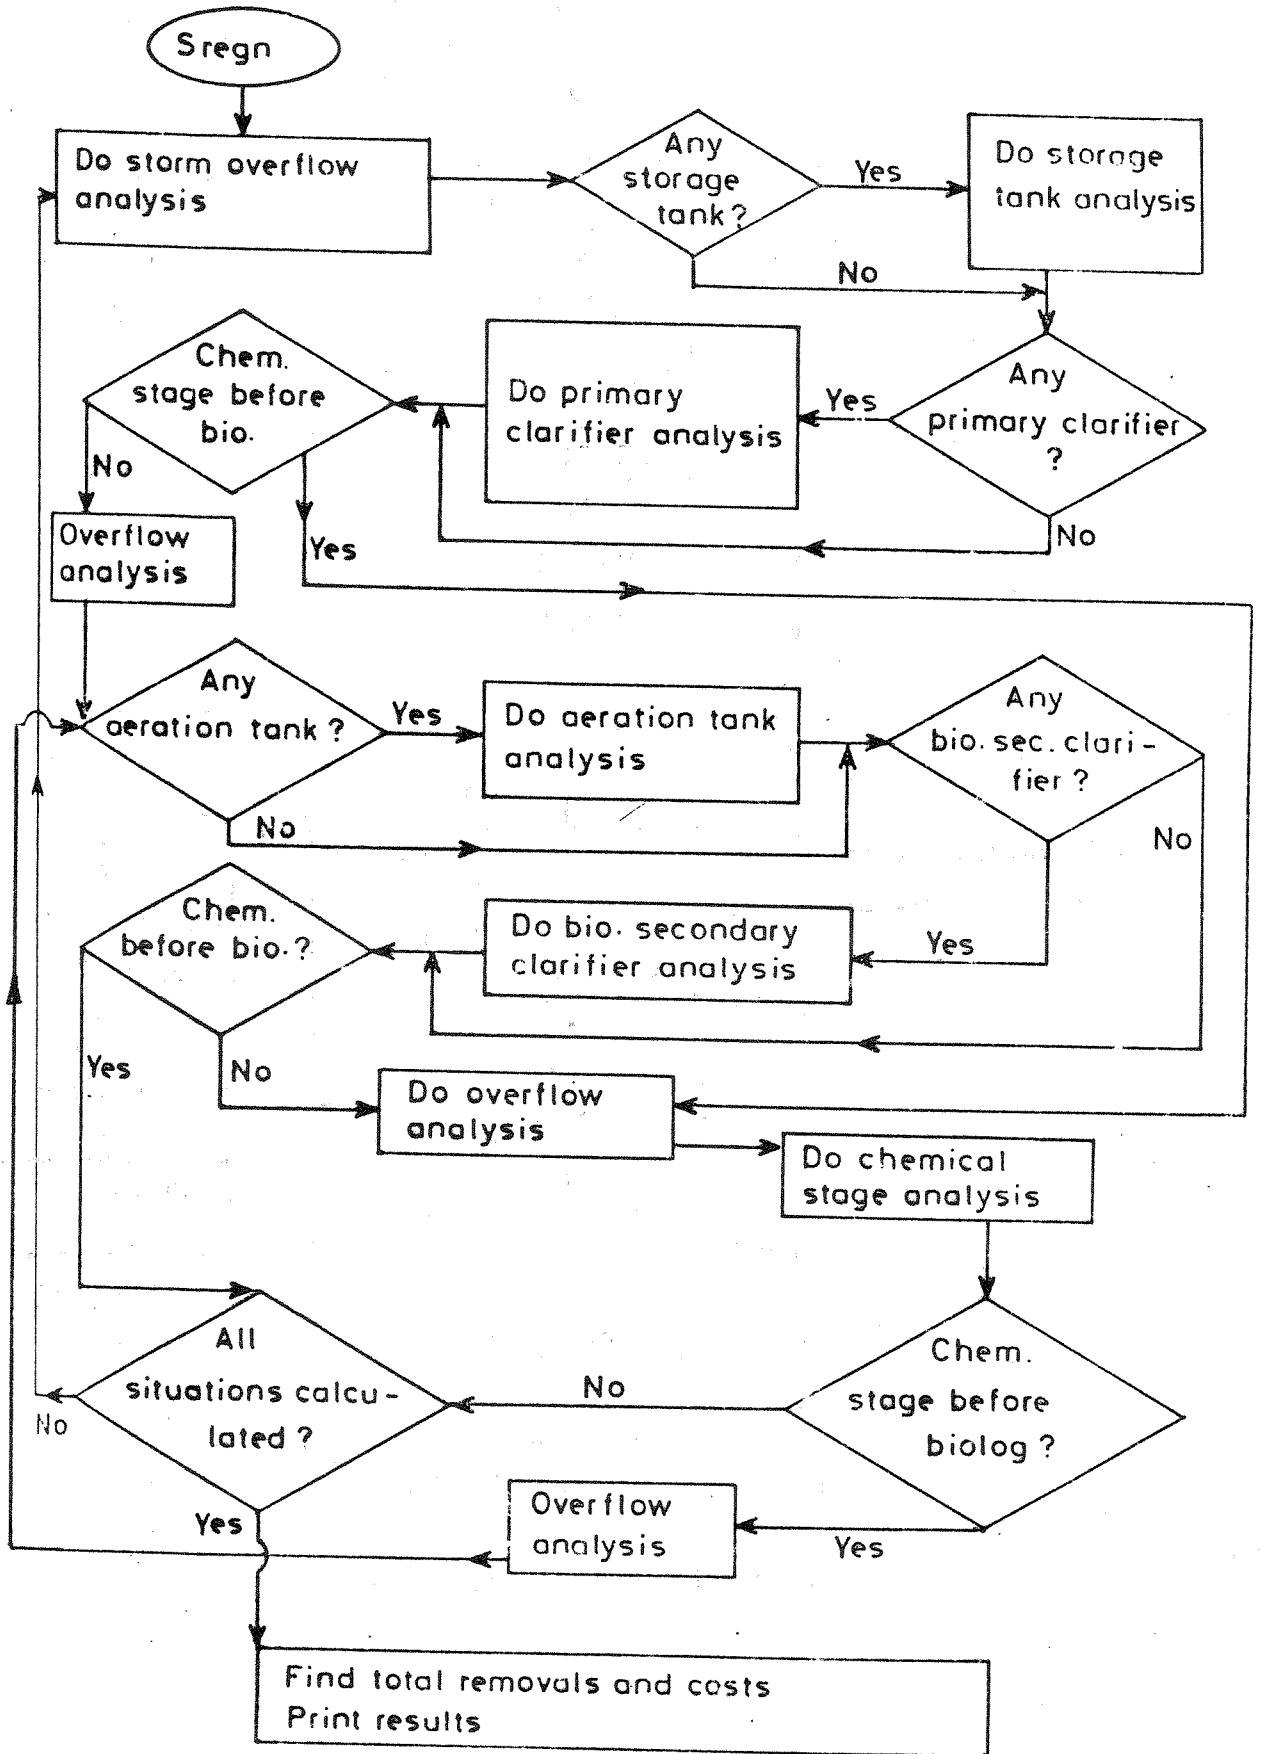 Sregn
Do storm overflow
analysis
Any
storage
tank?
Yes
Do storage
tank analysis
No
Chem.
stage before
bio.
Do primary
clarifier analysis
Yes
Any
primary clarifier
?
No
No
Overflow
analysis
Yes
Any
aeration tank?
Yes
Do aeration tank
analysis
Any
bio. sec. clari-
fier?
No
No
Chem.
before bio.?
Do bio. secondary
clarifier analysis
Yes
Yes
No
Do overflow
analysis
Do chemical
stage analysis
All
situations calcu-
lated?
No
No
Chem.
stage before
biolog?
Yes
Overflow
analysis
Yes
Find total removals and costs
Print results